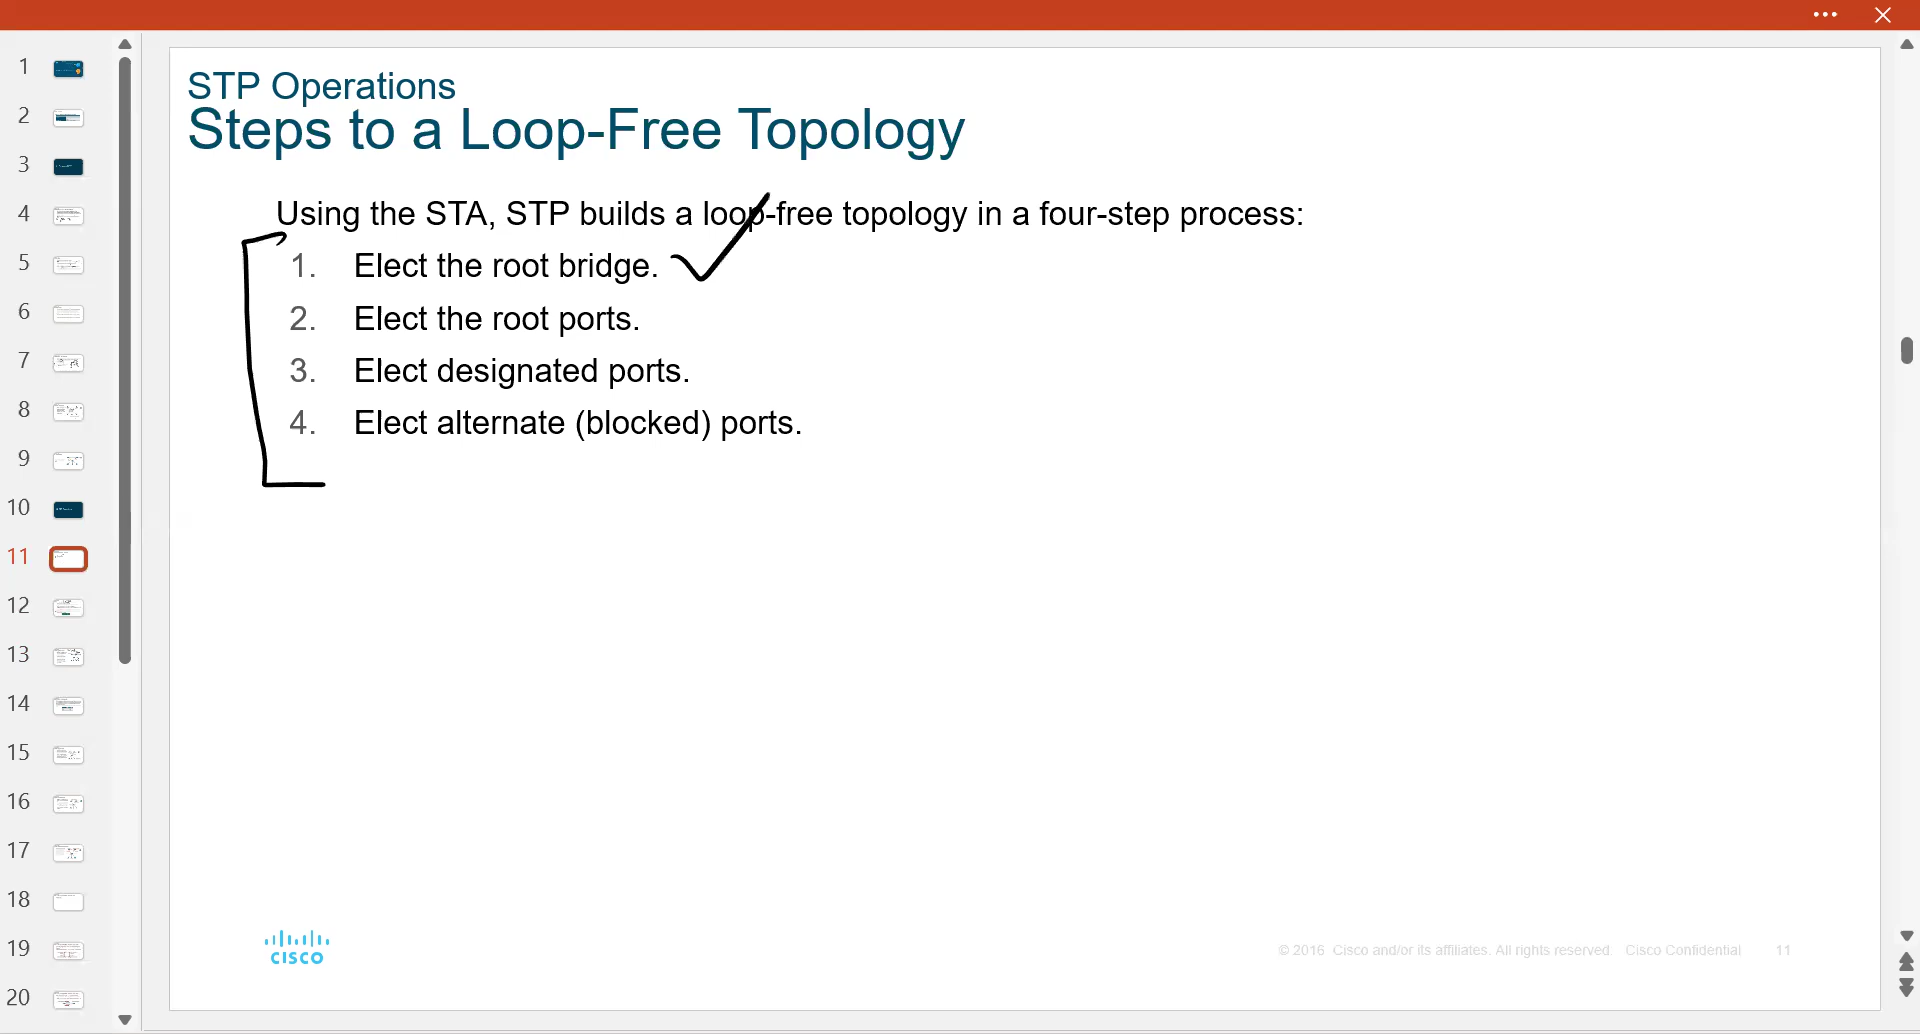 STP Operations
Steps to a Loop-Free Topology
Using the STA, STP builds a loop-free topology in a four-step process:
1. Elect the root bridge.
2. Elect the root ports.
3. Elect designated ports.
4. Elect alternate (blocked) ports.
CISCO
© 2016 Cisco and/or its affiliates. All rights reserved. Cisco Confidential 11
1
2
3
4
5
6
7
8
9
10
11
12
13
14
15
16
17
18
19
20